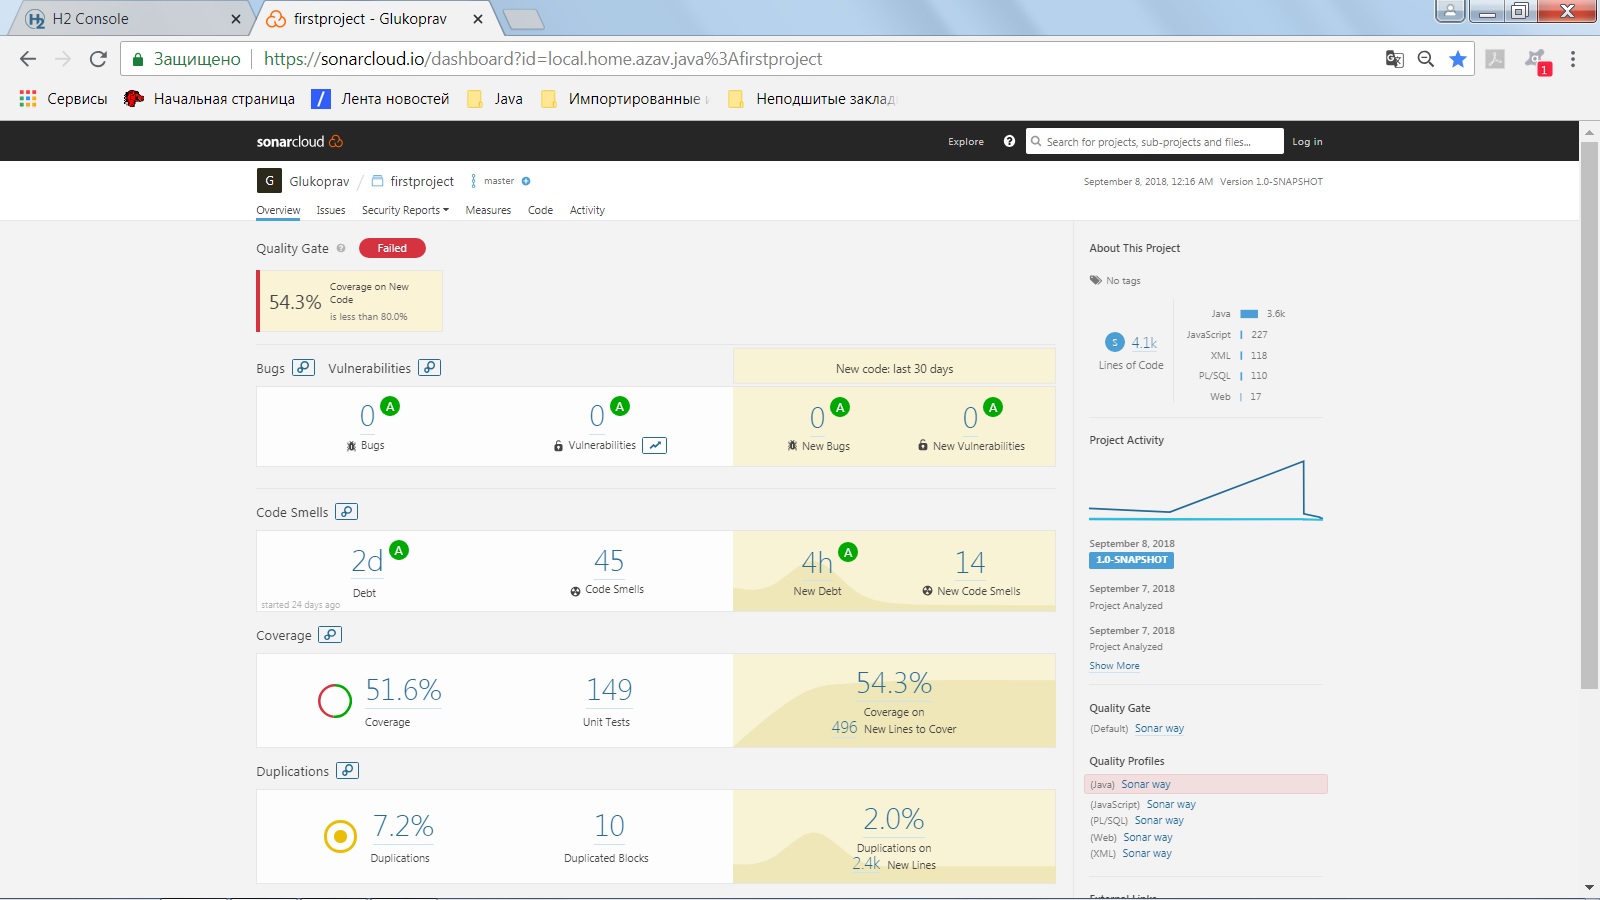 H2 Console
firstproject - Glukoprav
Защищено
https://sonarcloud.io/dashboard?id=local.home.azav.java%3Afirstproject
1
Сервисы
Начальная страница
Лента новостей
Java
Импортированные
Неподшитые заклад
sonarcloud
Explore
Search for projects, sub-projects and files...
Log in
G Glukoprav / firstproject master
September 8, 2018, 12:16 AM Version 1.0-SNAPSHOT
Overview Issues Security Reports Measures Code Activity
Quality Gate ? Failed
54.3%
Coverage on New
Code
is less than 80.0%
Bugs Vulnerabilities
New code: last 30 days
0 A
Bugs
0 A
Vulnerabilities
0 A
New Bugs
0 A
New Vulnerabilities
Code Smells
2d A
Debt
started 24 days ago
45
Code Smells
4h A
New Debt
14
New Code Smells
Coverage
51.6%
Coverage
149
Unit Tests
54.3%
Coverage on
496 New Lines to Cover
Duplications
7.2%
Duplications
10
Duplicated Blocks
2.0%
Duplications on
2.4k New Lines
About This Project
No tags
S 4.1k
Lines of Code
Java 3.6k
JavaScript 227
XML 118
PL/SQL 110
Web 17
Project Activity
September 8, 2018
1.0-SNAPSHOT
September 7, 2018
Project Analyzed
September 7, 2018
Project Analyzed
Show More
Quality Gate
(Default) Sonar way
Quality Profiles
(Java) Sonar way
(JavaScript) Sonar way
(PL/SQL) Sonar way
(Web) Sonar way
(XML) Sonar way
External Links